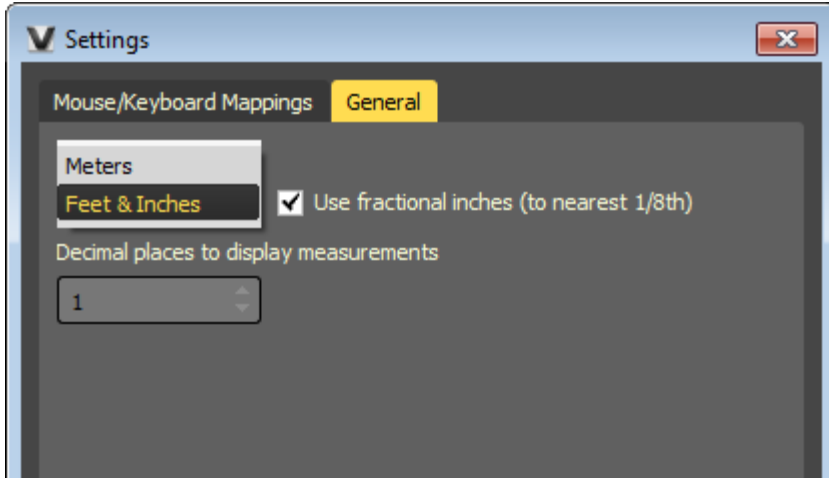 Settings
Mouse/Keyboard Mappings General
Meters
Feet & Inches
Use fractional inches (to nearest 1/8th)
Decimal places to display measurements
1